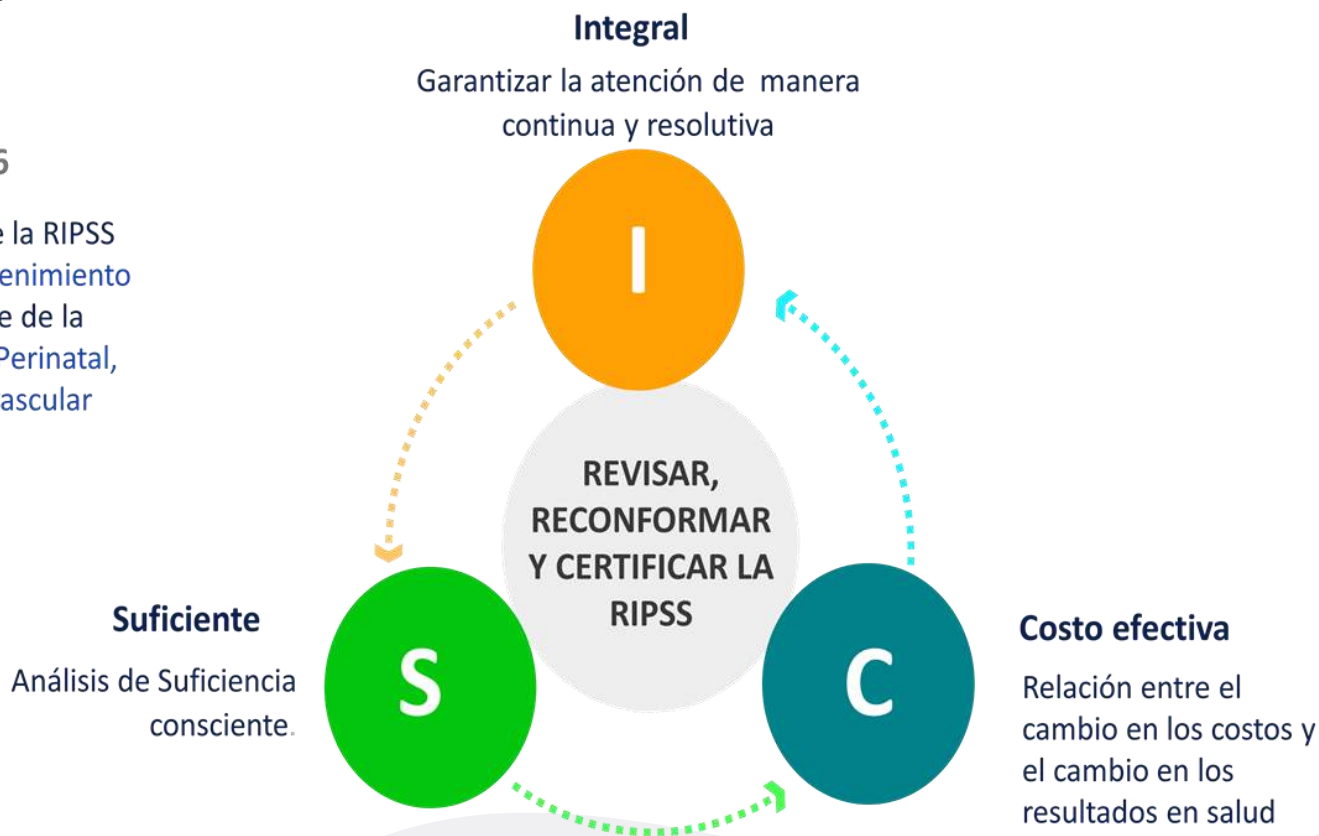 Integral
Garantizar la atención de manera
continua y resolutiva
6
e la RIPSS
enimiento
e de la
Perinatal,
ascular
I
REVISAR,
RECONFORMAR
Y CERTIFICAR LA
RIPSS
Suficiente
Análisis de Suficiencia
consciente.
S
C
Costo efectiva
Relación entre el
cambio en los costos y
el cambio en los
resultados en salud